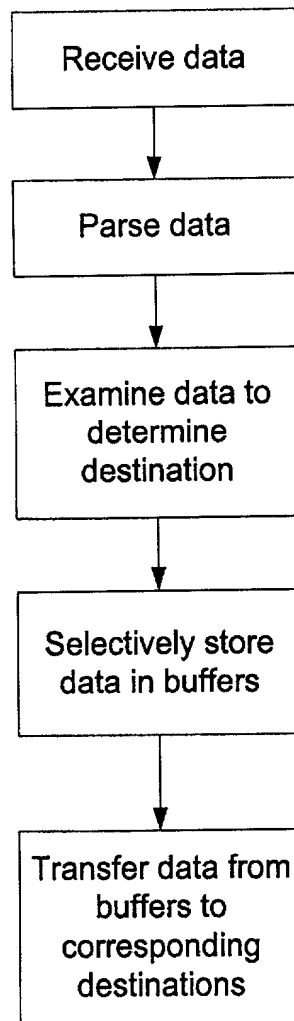 Receive data
Parse data
Examine data to
determine
destination
Selectively store
data in buffers
Transfer data from
buffers to
corresponding
destinations